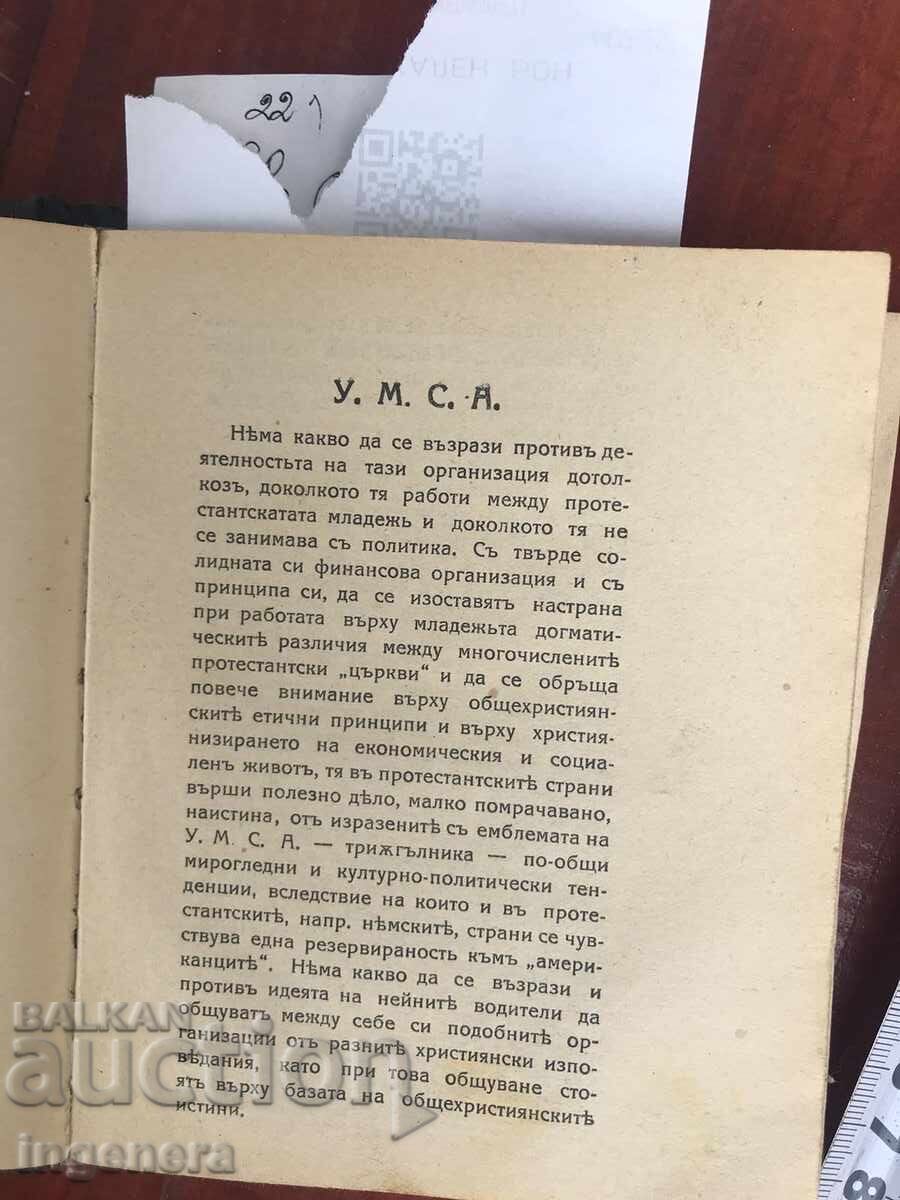 22 1
У. М. С. А.
Нѣма какво да се възрази противъ де-
ятелностьта на тази организация дотол-
козъ, доколкото тя работи между проте-
стантскатата младежь и доколкото тя не
се занимава съ политика. Съ твърде со-
лидната си финансова организация и съ
принципа си, да се изоставятъ настрана
при работата върху младежьта догмати-
ческитѣ различия между многочисленитѣ
протестантски „църкви“ и да се обръща
повече внимание върху общехристиян-
скитѣ етични принципи и върху христия-
низирането на економическия и социа-
ленъ животъ, тя въ протестантскитѣ страни
върши полезно дѣло, малко помрачавано,
наистина, отъ изразенитѣ съ емблемата на
У. М. С. А. — трижгълника — по-общи
мирогледни и културно-политически тен-
денции, вследствие на които и въ проте-
стантскитѣ, напр. нѣмскитѣ, страни се чув-
ствува една резервираность къмъ „амери-
канцитѣ“. Нѣма какво да се възрази и
противъ идеята на нейнитѣ водители да
общуватъ между себе си подобнитѣ ор-
ганизации отъ разнитѣ християнски изпо-
вѣдания, като при това общуване сто-
ятъ върху базата на общехристиянскитѣ
истини.
BALKAN
auction
ingenera
8 7